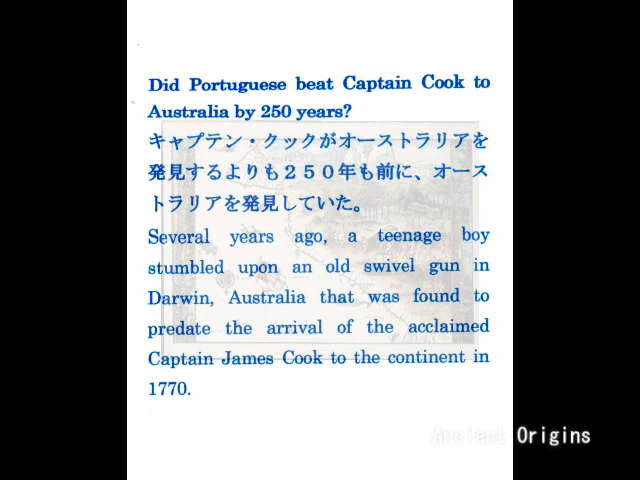 Did Portuguese beat Captain Cook to
Australia by 250 years?
キャプテン・クックがオーストラリアを
発見するよりも２５０年も前に、オース
トラリアを発見していた。
Several years ago, a teenage boy
stumbled upon an old swivel gun in
Darwin, Australia that was found to
predate the arrival of the acclaimed
Captain James Cook to the continent in
1770.
Ancient Origins